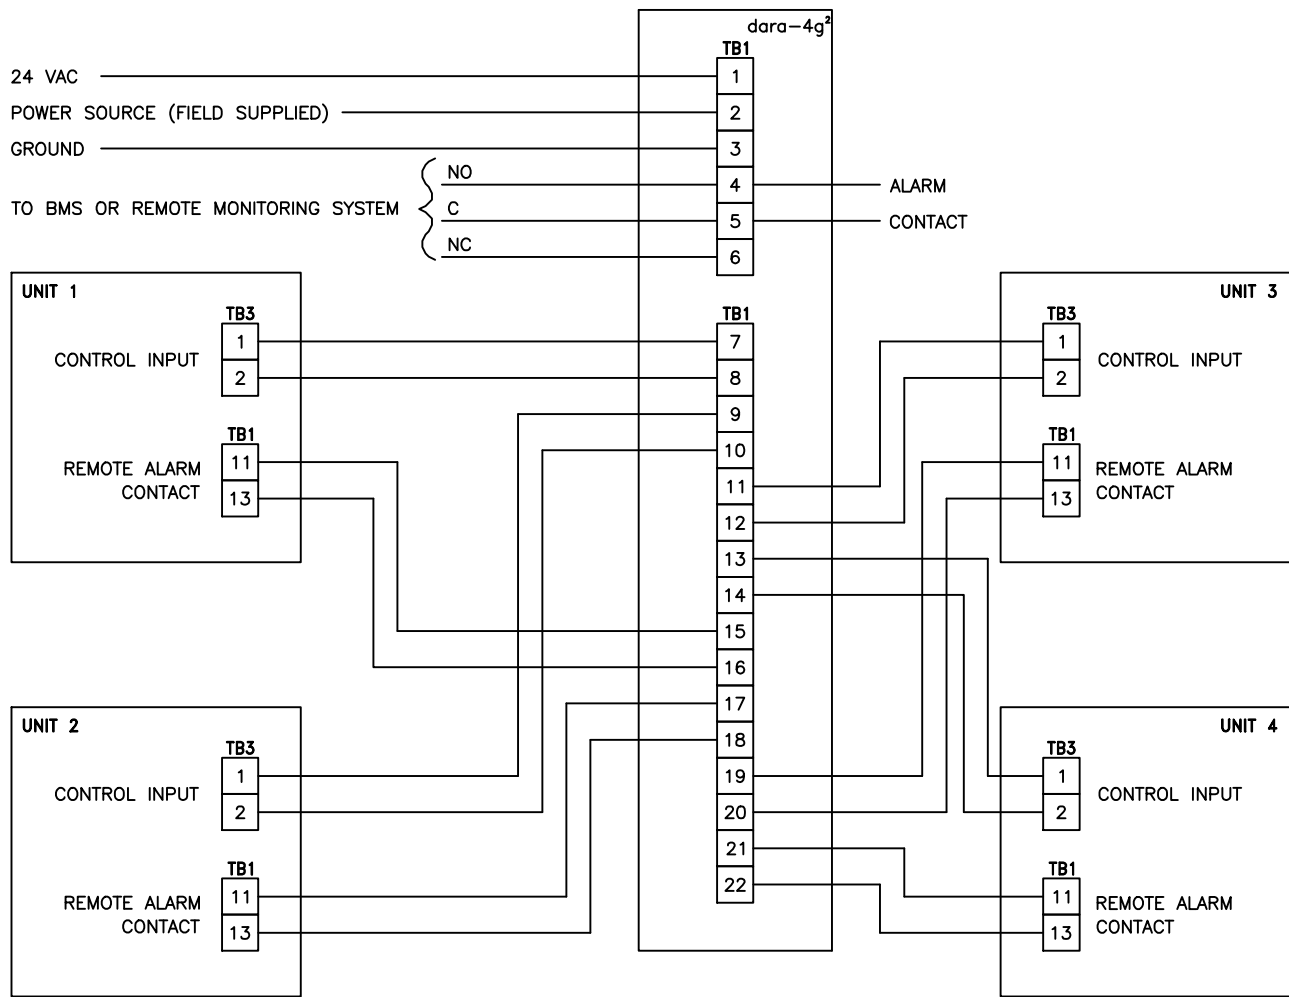 dara-4g²
TB1
24 VAC
1
POWER SOURCE (FIELD SUPPLIED)
2
GROUND
3
TO BMS OR REMOTE MONITORING SYSTEM
NO
4
ALARM
C
5
CONTACT
NC
6
UNIT 1
TB3
CONTROL INPUT
1
2
TB1
REMOTE ALARM
CONTACT
11
13
UNIT 2
TB3
CONTROL INPUT
1
2
TB1
REMOTE ALARM
CONTACT
11
13
TB1
7
8
9
10
11
12
13
14
15
16
17
18
19
20
21
22
UNIT 3
TB3
1
2
CONTROL INPUT
TB1
11
13
REMOTE ALARM
CONTACT
UNIT 4
TB3
1
2
CONTROL INPUT
TB1
11
13
REMOTE ALARM
CONTACT